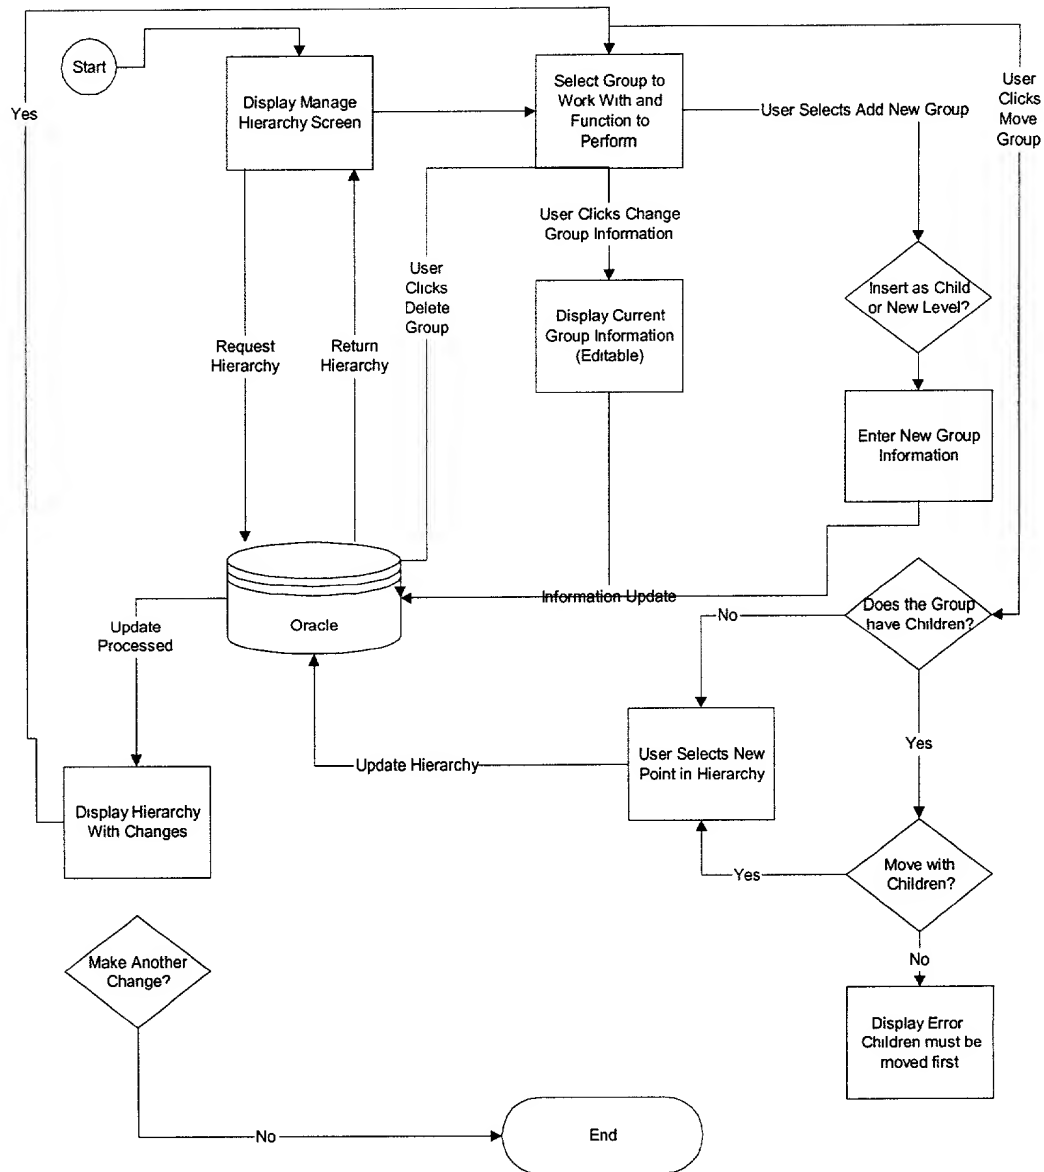 Start
Yes
Display Manage
Hierarchy Screen
Select Group to
Work With and
Function to
Perform
User Selects Add New Group
User
Clicks
Move
Group
User Clicks Change
Group Information
User
Clicks
Delete
Group
Insert as Child
or New Level?
Display Current
Group Information
(Editable)
Request
Hierarchy
Return
Hierarchy
Enter New Group
Information
Information Update
Oracle
Does the Group
have Children?
No
Update
Processed
Yes
User Selects New
Point in Hierarchy
Update Hierarchy
Display Hierarchy
With Changes
Move with
Children?
Yes
No
Make Another
Change?
Display Error
Children must be
moved first
No
End